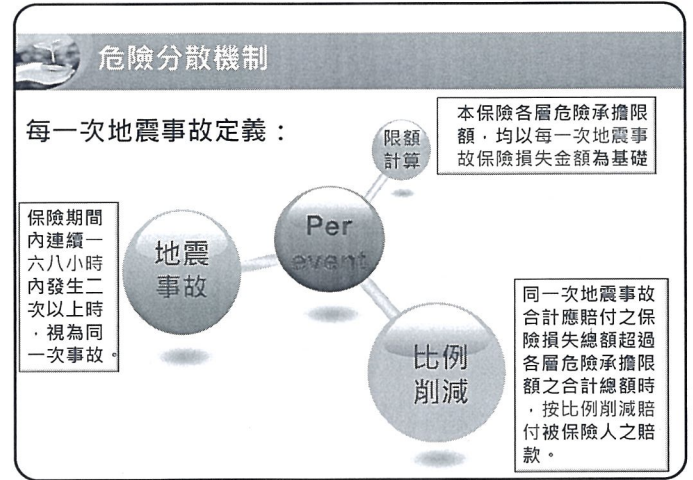 危險分散機制
每一次地震事故定義：
限額
計算
本保險各層危險承擔限
額，均以每一次地震事
故保險損失金額為基礎
保險期間
內連續一
六八小時
內發生二
次以上時
，視為同
一次事故。
地震
事故
Per
event
比例
削減
同一次地震事故
合計應賠付之保
險損失總額超過
各層危險承擔限
額之合計總額時
，按比例削減賠
付被保險人之賠
款。